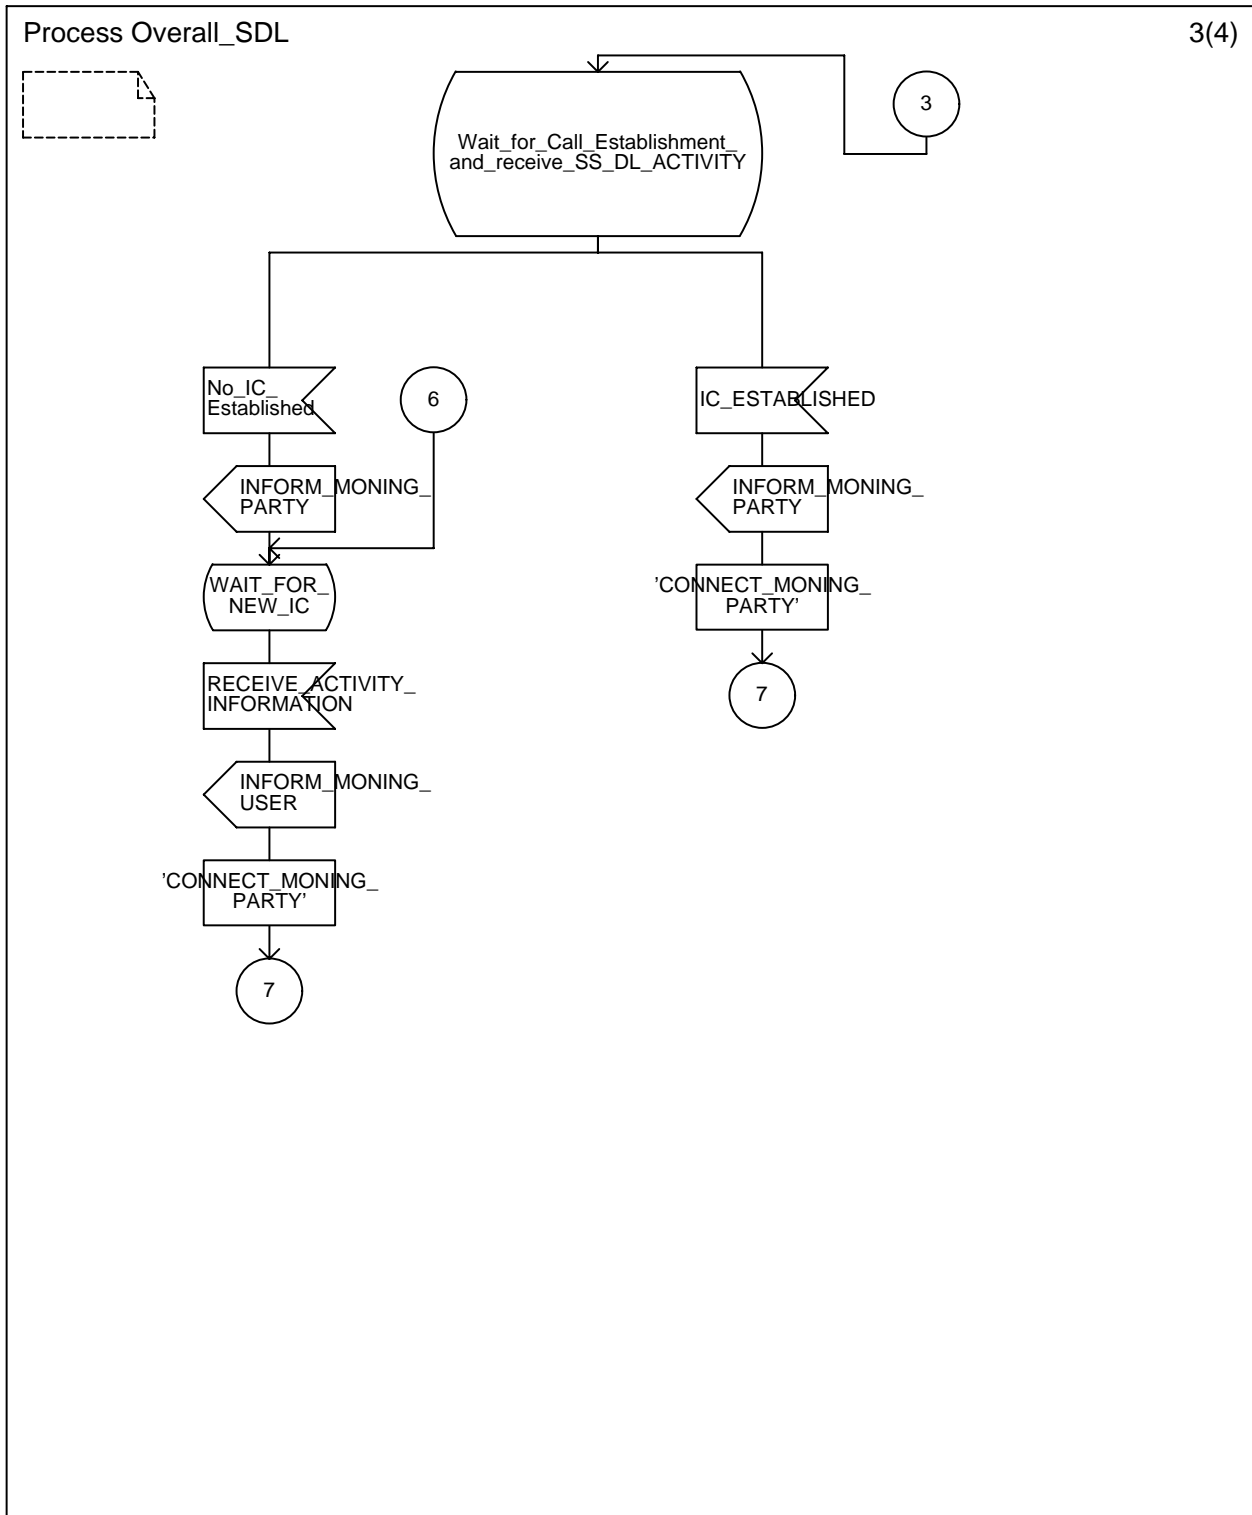 Process Overall_SDL
3(4)
3
Wait_for_Call_Establishment_
and_receive_SS_DL_ACTIVITY
No_IC_
Established
6
IC_ESTABLISHED
INFORM_MONING_
PARTY
INFORM_MONING_
PARTY
WAIT_FOR_
NEW_IC
'CONNECT_MONING_
PARTY’
RECEIVE_ACTIVITY_
INFORMATION
7
INFORM_MONING_
USER
’CONNECT_MONING_
PARTY’
7